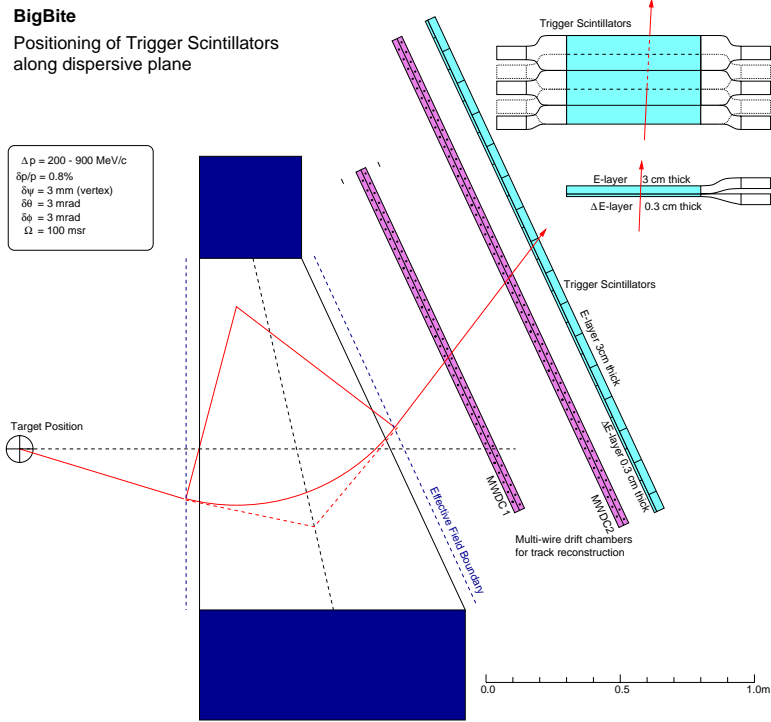 BigBite
Positioning of Trigger Scintillators
along dispersive plane
Δp = 200 - 900 MeV/c
δp/p = 0.8%
δψ = 3 mm (vertex)
δθ = 3 mrad
δϕ = 3 mrad
Ω = 100 msr
Trigger Scintillators
E-layer 3 cm thick
ΔE-layer 0.3 cm thick
Trigger Scintillators
E-layer 3cm thick
ΔE-layer 0.3 cm thick
Target Position
Effective Field Boundary
MWDC 1
MWDC2
Multi-wire drift chambers
for track reconstruction
0.0 0.5 1.0m